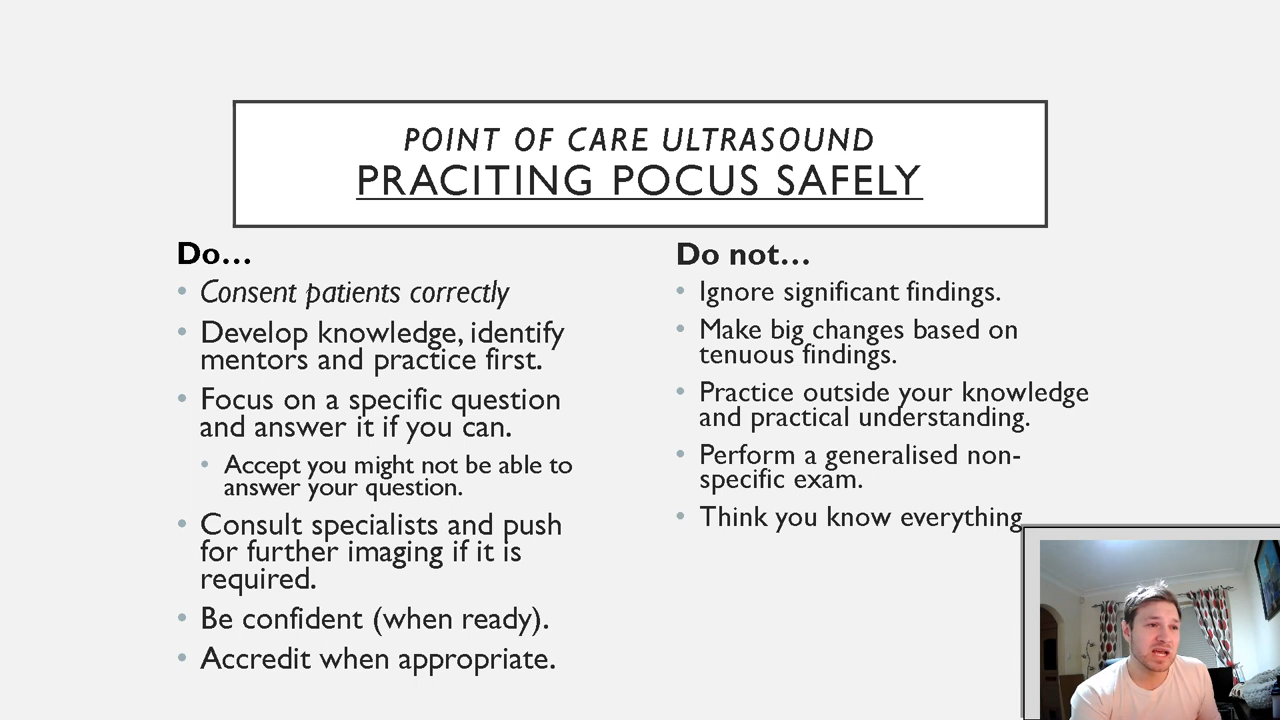 POINT OF CARE ULTRASOUND
PRACITING POCUS SAFELY
Do...
• Consent patients correctly
• Develop knowledge, identify
mentors and practice first.
• Focus on a specific question
and answer it if you can.
• Accept you might not be able to
answer your question.
• Consult specialists and push
for further imaging if it is
required.
• Be confident (when ready).
• Accredit when appropriate.
Do not...
• Ignore significant findings.
• Make big changes based on
tenuous findings.
• Practice outside your knowledge
and practical understanding.
• Perform a generalised non-
specific exam.
• Think you know everything